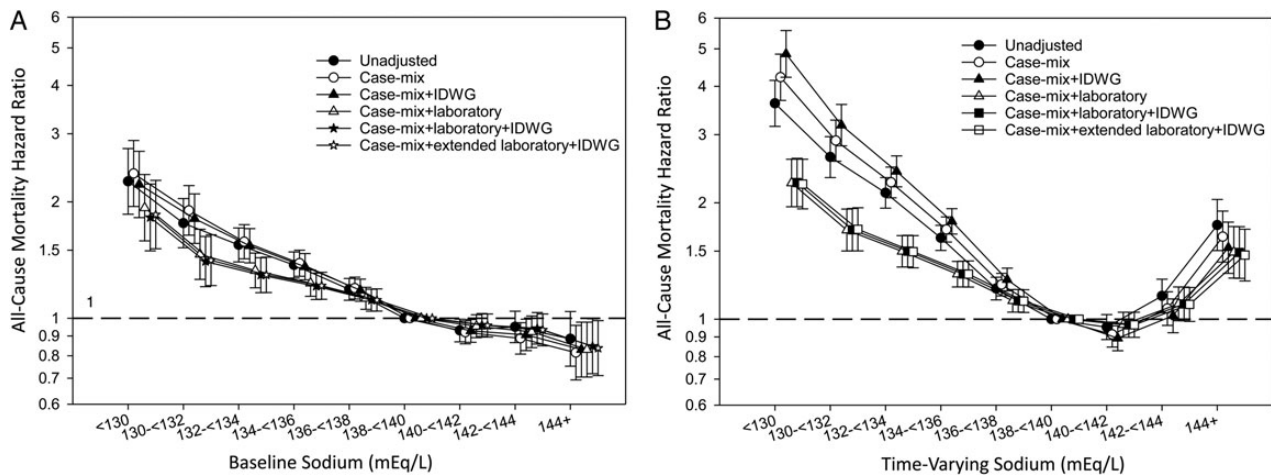 A
All-Cause Mortality Hazard Ratio
6
5
4
3
2
1.5
1
1
0.9
0.8
0.7
0.6
Unadjusted
Case-mix
Case-mix+IDWG
Case-mix+laboratory
Case-mix+laboratory+IDWG
Case-mix+extended laboratory+IDWG
<130
130-<132
132-<134
134-<136
136-<138
138-<140
140-<142
142-<144
144+
Baseline Sodium (mEq/L)
B
All-Cause Mortality Hazard Ratio
6
5
4
3
2
1.5
1
0.9
0.8
0.7
0.6
Unadjusted
Case-mix
Case-mix+IDWG
Case-mix+laboratory
Case-mix+laboratory+IDWG
Case-mix+extended laboratory+IDWG
<130
130-<132
132-<134
134-<136
136-<138
138-<140
140-<142
142-<144
144+
Time-Varying Sodium (mEq/L)